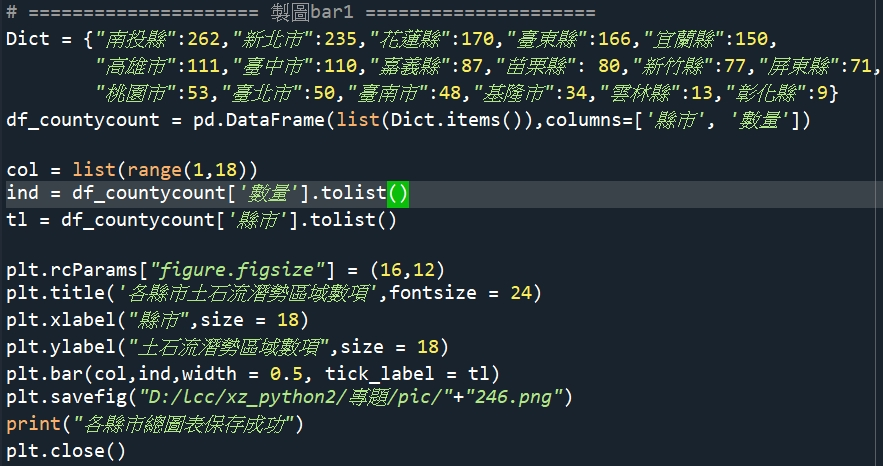 # ====================== 製圖bar1 ======================
Dict = {"南投縣":262,"新北市":235,"花蓮縣":170,"臺東縣":166,"宜蘭縣":150,
"高雄市":111,"臺中市":110,"嘉義縣":87,"苗栗縣": 80,"新竹縣":77,"屏東縣":71,
"桃園市":53,"臺北市":50,"臺南市":48,"基隆市":34,"雲林縣":13,"彰化縣":9}
df_countycount = pd.DataFrame(list(Dict.items()),columns=['縣市', '數量'])
col = list(range(1,18))
ind = df_countycount['數量'].tolist()
tl = df_countycount['縣市'].tolist()
plt.rcParams["figure.figsize"] = (16,12)
plt.title('各縣市土石流潛勢區域數項',fontsize = 24)
plt.xlabel("縣市",size = 18)
plt.ylabel("土石流潛勢區域數項",size = 18)
plt.bar(col,ind,width = 0.5, tick_label = tl)
plt.savefig("D:/lcc/xz_python2/專題/pic/"+"246.png")
print("各縣市總圖表保存成功")
plt.close()